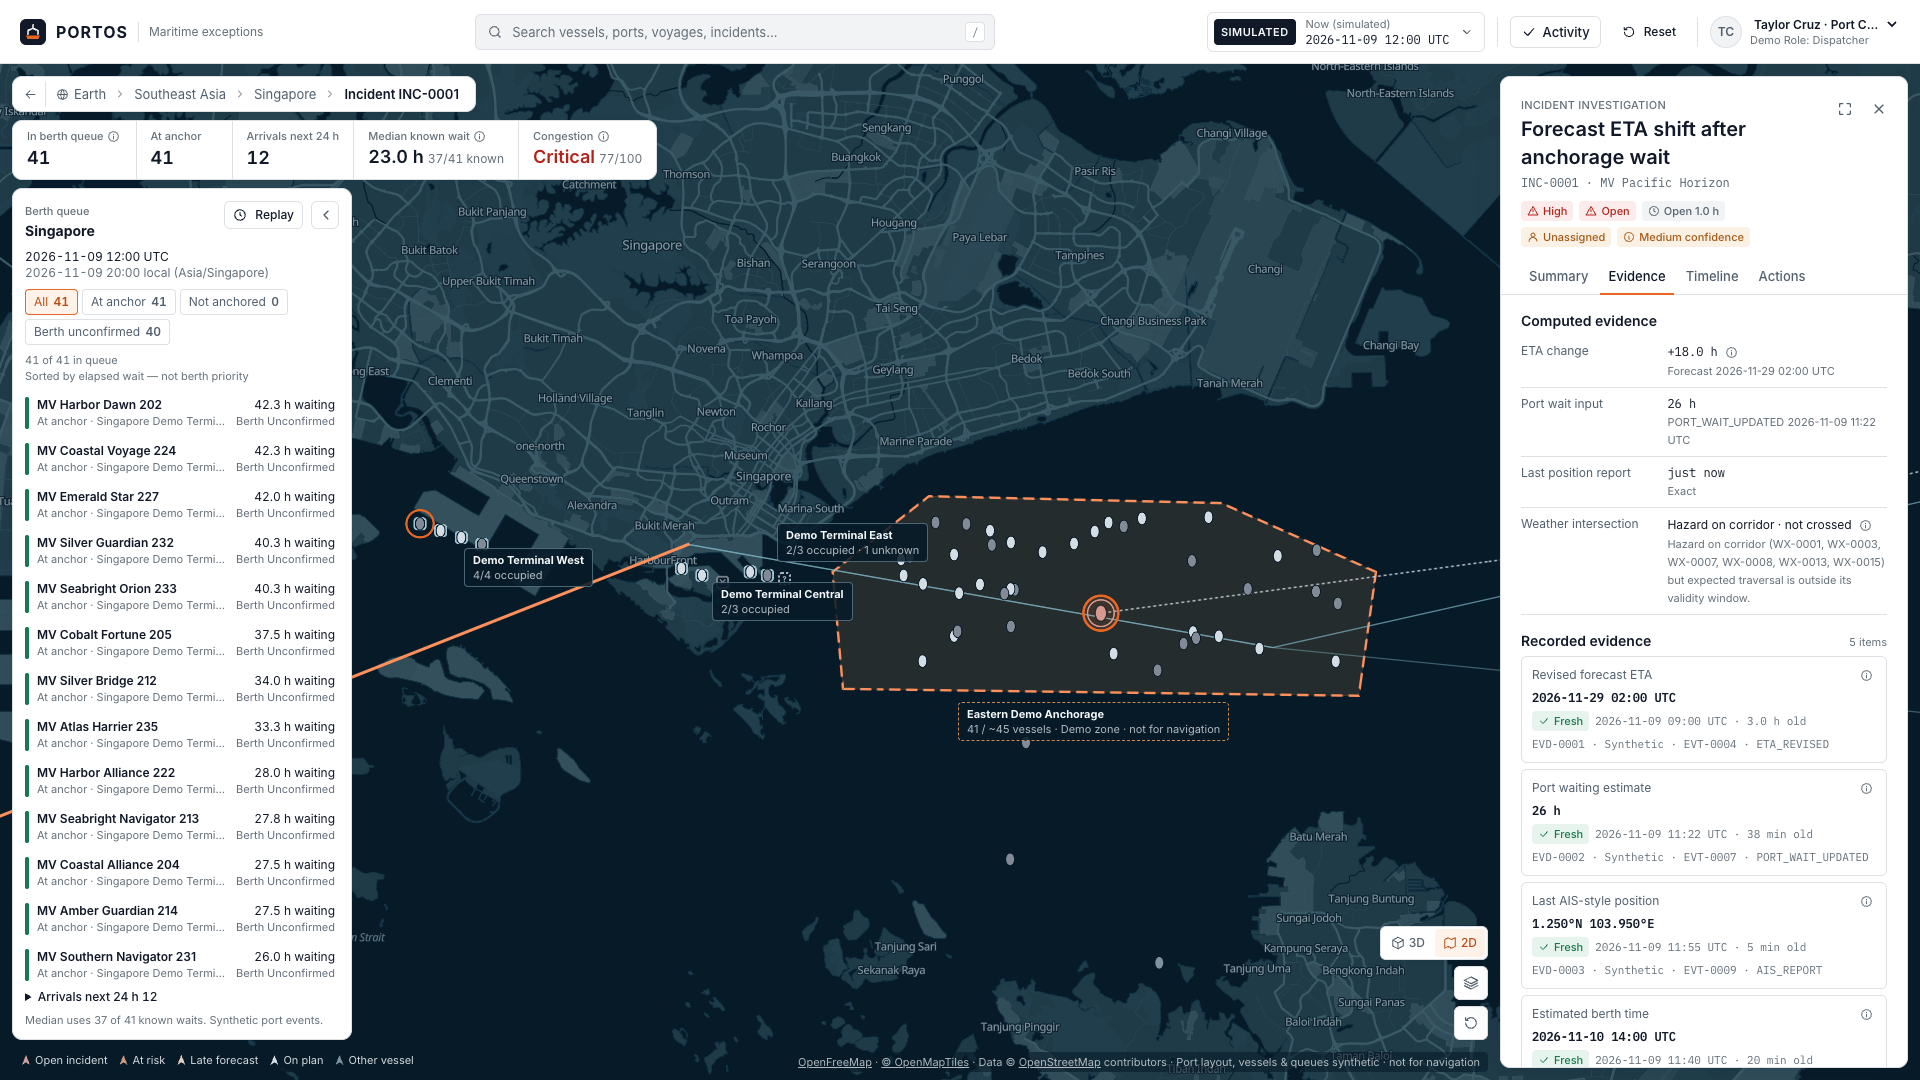 PORTOS
Maritime exceptions
Search vessels, ports, voyages, incidents...
/
SIMULATED
Now (simulated)
2026-11-09 12:00 UTC
Activity
Reset
TC
Taylor Cruz · Port C...
Demo Role: Dispatcher
Earth
Southeast Asia
Singapore
Incident INC-0001
In berth queue
41
At anchor
41
Arrivals next 24 h
12
Median known wait
23.0 h 37/41 known
Congestion
Critical 77/100
Berth queue
Singapore
Replay
2026-11-09 12:00 UTC
2026-11-09 20:00 local (Asia/Singapore)
All 41
At anchor 41
Not anchored 0
Berth unconfirmed 40
41 of 41 in queue
Sorted by elapsed wait — not berth priority
MV Harbor Dawn 202 42.3 h waiting
At anchor · Singapore Demo Termi... Berth Unconfirmed
MV Coastal Voyage 224 42.3 h waiting
At anchor · Singapore Demo Termi... Berth Unconfirmed
MV Emerald Star 227 42.0 h waiting
At anchor · Singapore Demo Termi... Berth Unconfirmed
MV Silver Guardian 232 40.3 h waiting
At anchor · Singapore Demo Termi... Berth Unconfirmed
MV Seabright Orion 233 40.3 h waiting
At anchor · Singapore Demo Termi... Berth Unconfirmed
MV Cobalt Fortune 205 37.5 h waiting
At anchor · Singapore Demo Termi... Berth Unconfirmed
MV Silver Bridge 212 34.0 h waiting
At anchor · Singapore Demo Termi... Berth Unconfirmed
MV Atlas Harrier 235 33.3 h waiting
At anchor · Singapore Demo Termi... Berth Unconfirmed
MV Harbor Alliance 222 28.0 h waiting
At anchor · Singapore Demo Termi... Berth Unconfirmed
MV Seabright Navigator 213 27.8 h waiting
At anchor · Singapore Demo Termi... Berth Unconfirmed
MV Coastal Alliance 204 27.5 h waiting
At anchor · Singapore Demo Termi... Berth Unconfirmed
MV Amber Guardian 214 27.5 h waiting
At anchor · Singapore Demo Termi... Berth Unconfirmed
MV Southern Navigator 231 26.0 h waiting
At anchor · Singapore Demo Termi... Berth Unconfirmed
Arrivals next 24 h 12
Median uses 37 of 41 known waits. Synthetic port events.
Open incident
At risk
Late forecast
On plan
Other vessel
Punggol
North-Eastern Islands
North-Eastern Islands
Sengkang
Changi Village
Buangkok
Thomson
Pasir Ris
Catchment
Bukit Panjang
Hougang
Singapore
Paya Lebar
Bukit Batok
Tampines
Bishan
Serangoon
Changi
Upper Bukit Timah
Tai Seng
Toa Payoh
Changi Business Park
Bukit Timah
Novena
Whampoa
Changi Bay
Bedok
Geylang
Bedok South
Clementi
Tanah Merah
Holland Village
Kallang
Tanglin
Newton
Rochor
one-north
Marine Parade
Museum
Singapore
Queenstown
Outram
Alexandra
Marina South
Bukit Merah
HarbourFront
Demo Terminal East
2/3 occupied · 1 unknown
Demo Terminal West
4/4 occupied
Demo Terminal Central
2/3 occupied
Eastern Demo Anchorage
41 / ~45 vessels · Demo zone · not for navigation
Batu Merah
Tanjung Buntung
Sungai Jodoh
Tanjung Sari
Kampung Seraya
Sekanak Raya
Tanjung Uma
Bengkong Indah
Sungai Panas
Baloi Indah
Tanjung Pinggir
3D
2D
OpenFreeMap · © OpenMapTiles · Data © OpenStreetMap contributors · Port layout, vessels & queues synthetic · not for navigation
INCIDENT INVESTIGATION
Forecast ETA shift after
anchorage wait
INC-0001 · MV Pacific Horizon
High
Open
Open 1.0 h
Unassigned
Medium confidence
Summary
Evidence
Timeline
Actions
Computed evidence
ETA change
+18.0 h
Forecast 2026-11-29 02:00 UTC
Port wait input
26 h
PORT_WAIT_UPDATED 2026-11-09 11:22
UTC
Last position report
just now
Exact
Weather intersection
Hazard on corridor · not crossed
Hazard on corridor (WX-0001, WX-0003,
WX-0007, WX-0008, WX-0013, WX-0015)
but expected traversal is outside its
validity window.
Recorded evidence
5 items
Revised forecast ETA
2026-11-29 02:00 UTC
Fresh 2026-11-09 09:00 UTC · 3.0 h old
EVD-0001 · Synthetic · EVT-0004 · ETA_REVISED
Port waiting estimate
26 h
Fresh 2026-11-09 11:22 UTC · 38 min old
EVD-0002 · Synthetic · EVT-0007 · PORT_WAIT_UPDATED
Last AIS-style position
1.250°N 103.950°E
Fresh 2026-11-09 11:55 UTC · 5 min old
EVD-0003 · Synthetic · EVT-0009 · AIS_REPORT
Estimated berth time
2026-11-10 14:00 UTC
Fresh 2026-11-09 11:40 UTC · 20 min old